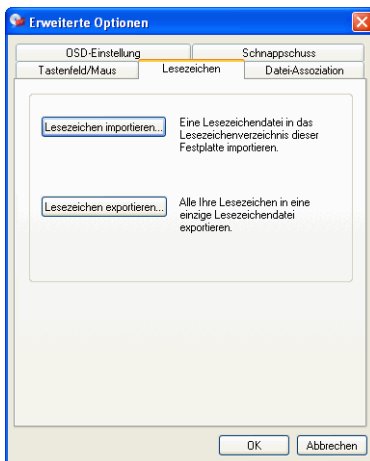 Erweiterte Optionen
OSD-Einstellung Schnappschuss
Tastenfeld/Maus Lesezeichen Datei-Assoziation
Lesezeichen importieren...
Eine Lesezeichendatei in das
Lesezeichenverzeichnis dieser
Festplatte importieren.
Lesezeichen exportieren...
Alle Ihre Lesezeichen in eine
einzige Lesezeichendatei
exportieren.
OK Abbrechen